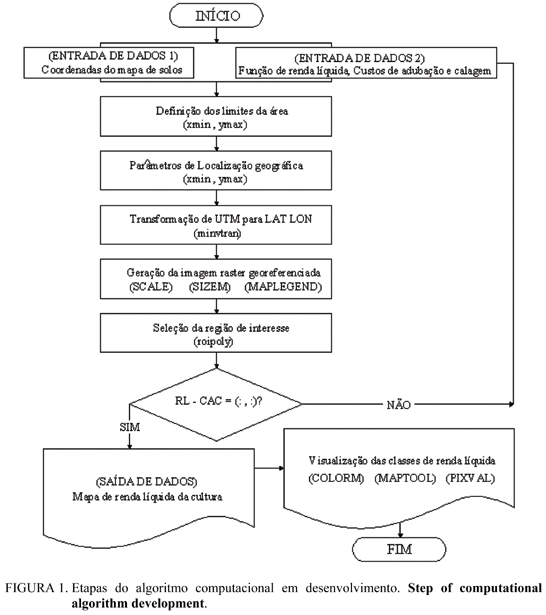 INÍCIO
(ENTRADA DE DADOS 1)
Coordenadas do mapa de solos
(ENTRADA DE DADOS 2)
Função de renda líquida, Custos de adubação e calagem
Definição dos limites da área
(xmin , ymax)
Parâmetros de Localização geográfica
(xmin , ymax)
Transformação de UTM para LAT LON
(minvtran)
Geração da imagem raster georeferenciada
(SCALE) (SIZEM) (MAPLEGEND)
Seleção da região de interesse
(roipoly)
RL - CAC = (: , :)?
NÃO
SIM
(SAÍDA DE DADOS)
Mapa de renda líquida da cultura
Visualização das classes de renda líquida
(COLORM) (MAPTOOL) (PIXVAL)
FIM
FIGURA 1. Etapas do algoritmo computacional em desenvolvimento. Step of computational
algorithm development.